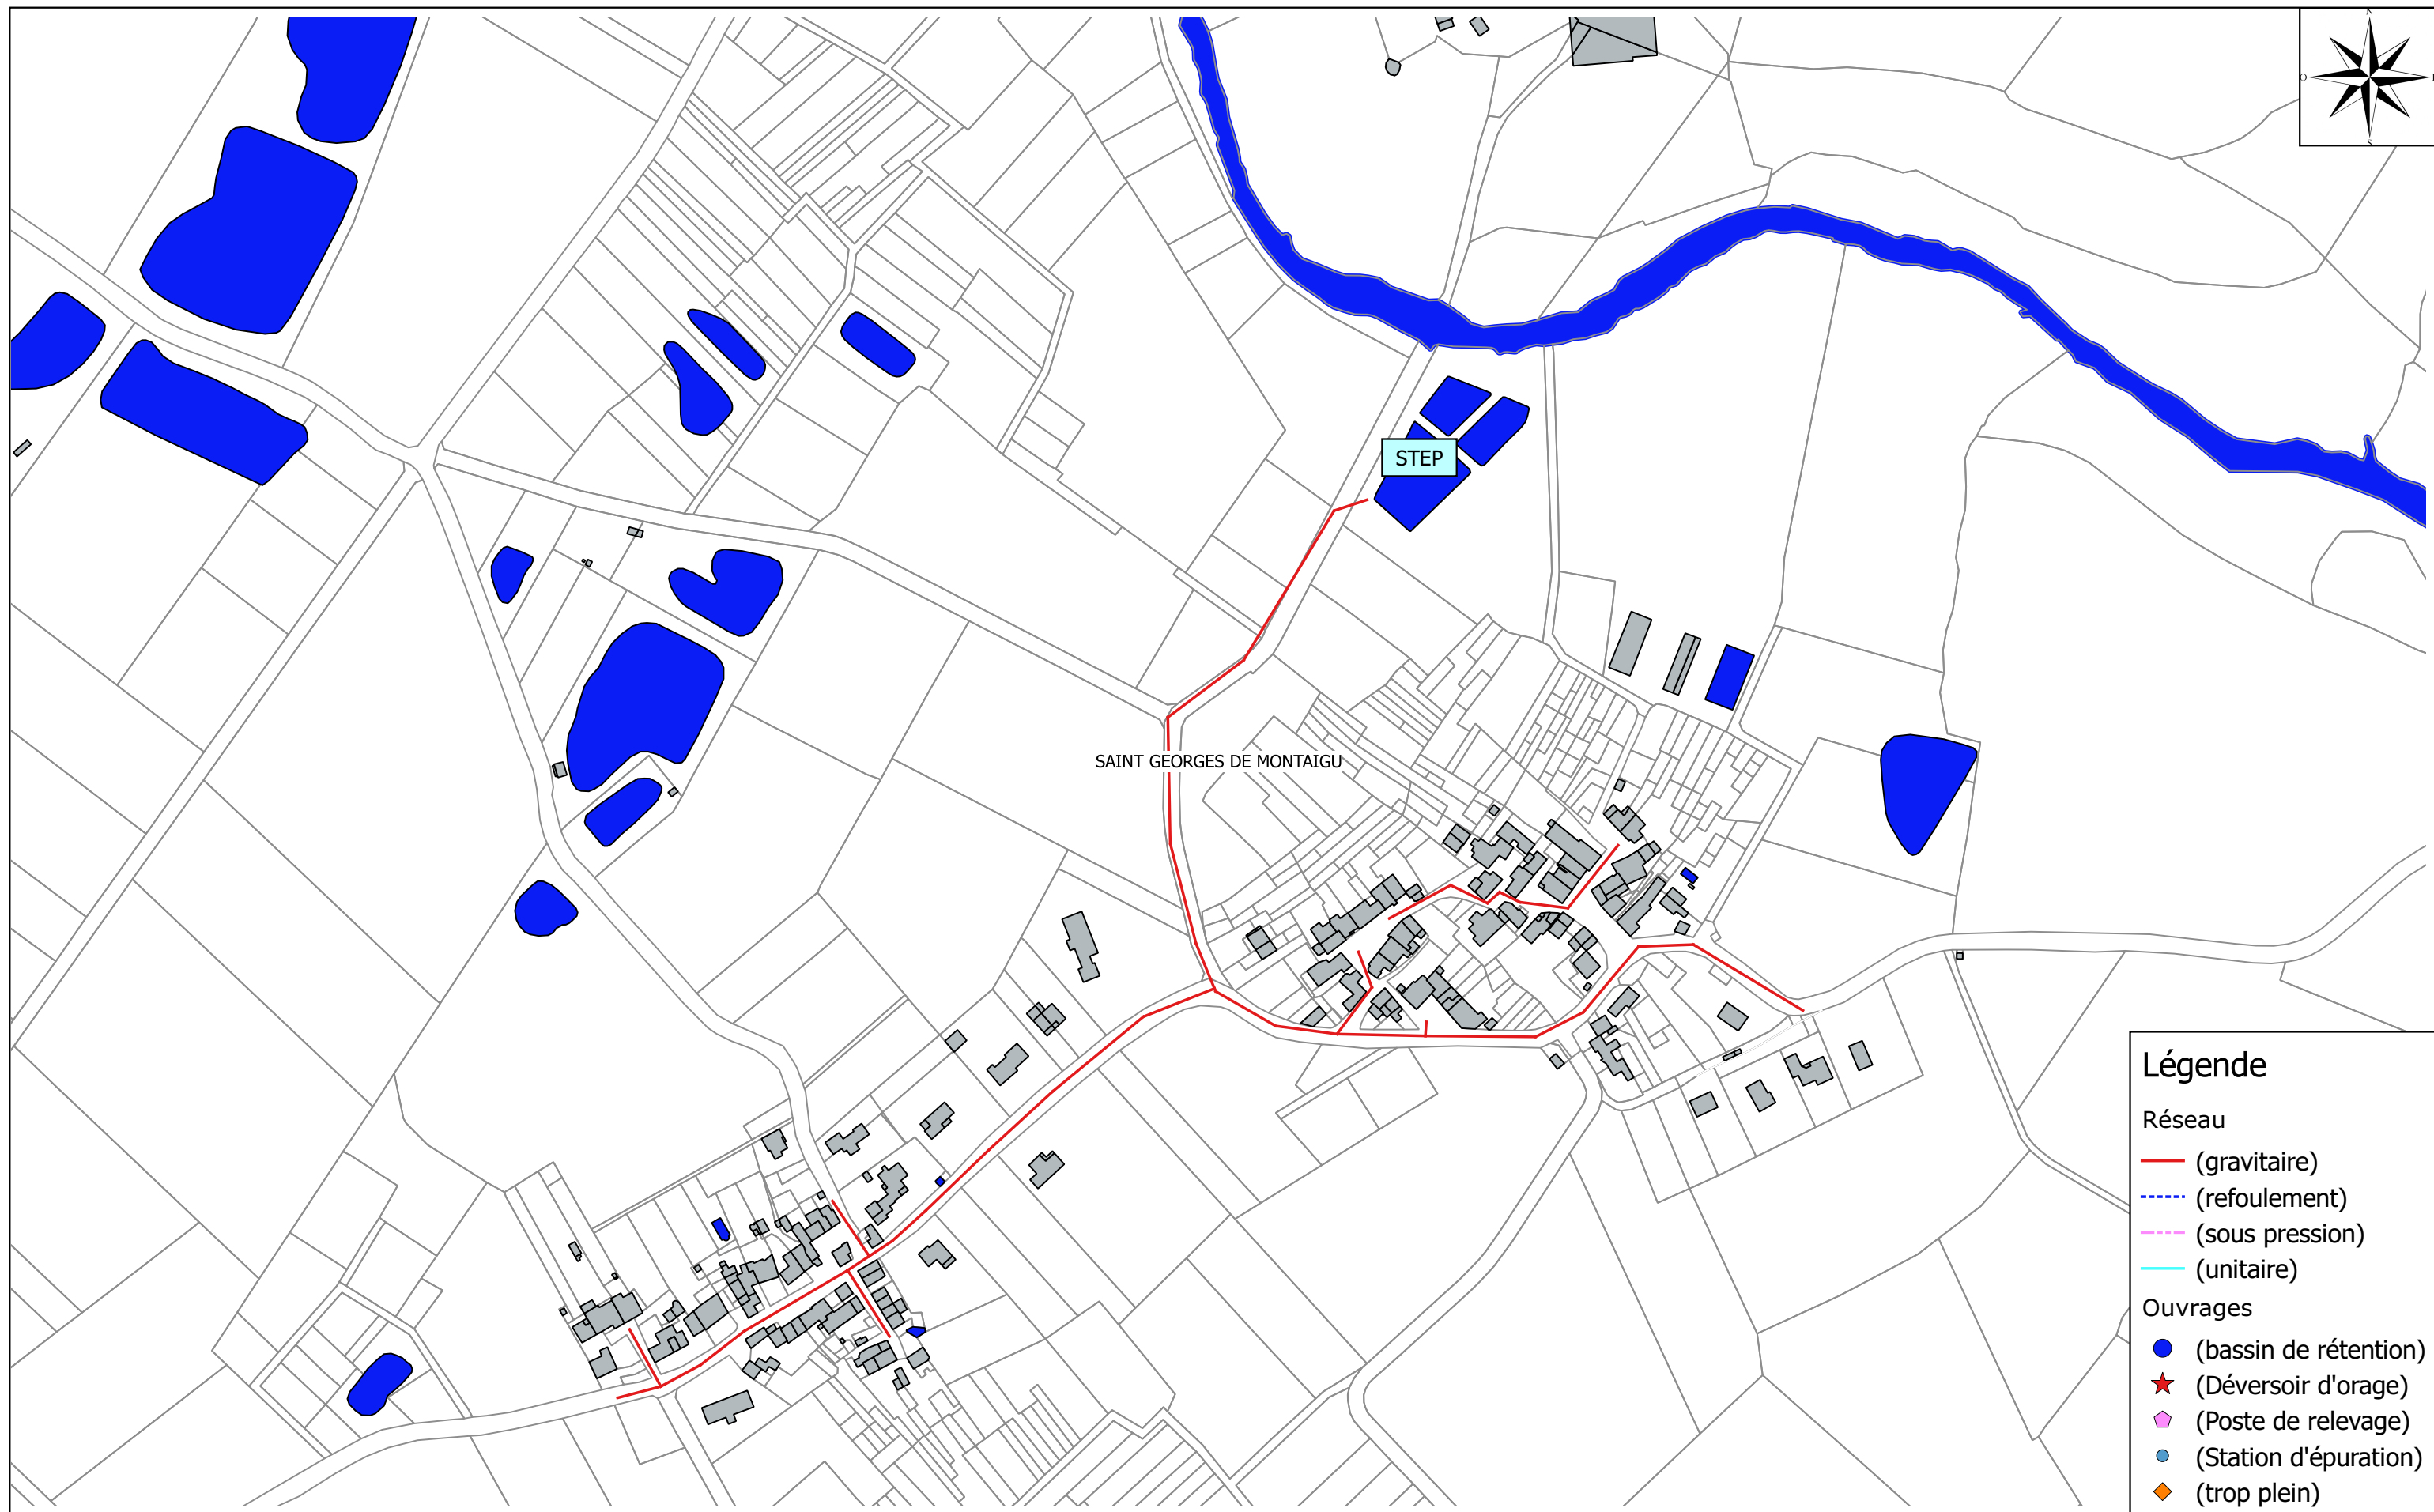 N
O
S
STEP
SAINT GEORGES DE MONTAIGU
Légende
Réseau
(gravitaire)
(refoulement)
(sous pression)
(unitaire)
Ouvrages
(bassin de rétention)
(Déversoir d'orage)
(Poste de relevage)
(Station d'épuration)
(trop plein)